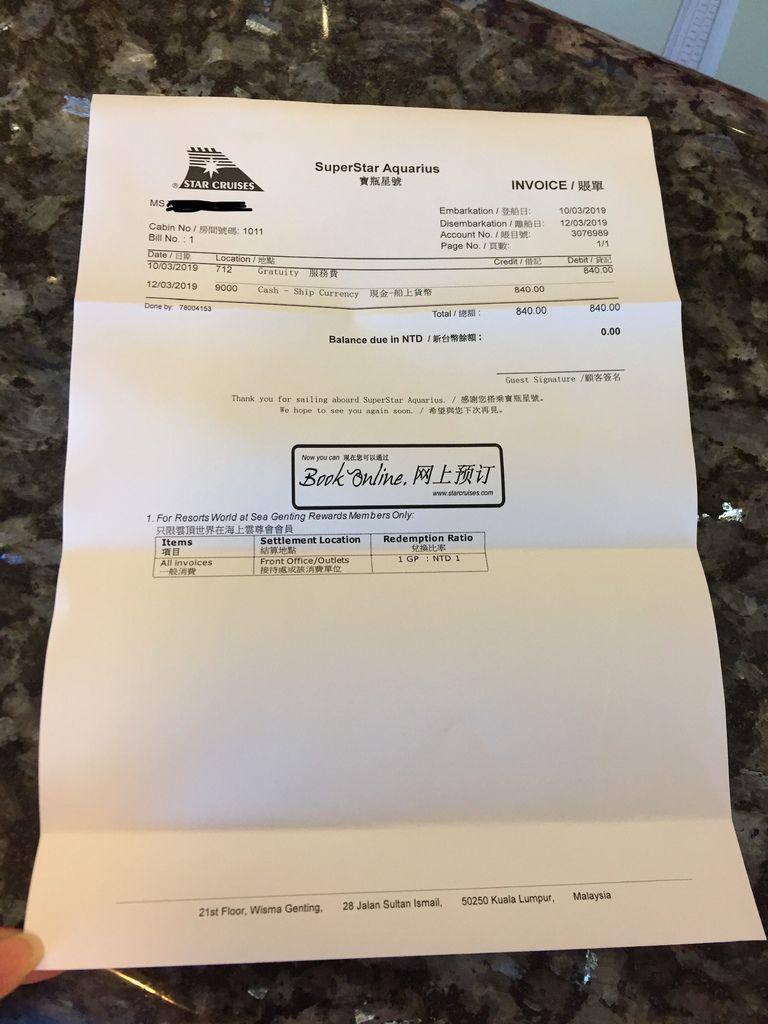 STAR CRUISES
®
SuperStar Aquarius
寶瓶星號
INVOICE / 賬單
MS
Cabin No / 房間號碼: 1011
Bill No. : 1
Embarkation / 登船日: 10/03/2019
Disembarkation / 離船日: 12/03/2019
Account No. / 賬目號: 3076989
Page No. / 頁數: 1/1
Date / 日期 Location / 地點 Credit / 借記 Debit / 貸記
10/03/2019 712 Gratuity 服務費 840.00
12/03/2019 9000 Cash - Ship Currency 現金-船上貨幣 840.00
Done by: 78004153 Total / 總額 : 840.00 840.00
Balance due in NTD / 新台幣餘額 : 0.00
Guest Signature /顧客簽名
Thank you for sailing aboard SuperStar Aquarius. / 感謝您搭乘寶瓶星號。
We hope to see you again soon. / 希望與您下次再見。
Now you can 现在您可以通过
Book Online. 网上预订
www.starcruises.com
1. For Resorts World at Sea Genting Rewards Members Only:
只限雲頂世界在海上雲尊會會員
Items Settlement Location Redemption Ratio
項目 結算地點 兌換比率
All invoices Front Office/Outlets 1 GP : NTD 1
一般消費 接待處或該消費單位
21st Floor, Wisma Genting, 28 Jalan Sultan Ismail, 50250 Kuala Lumpur, Malaysia